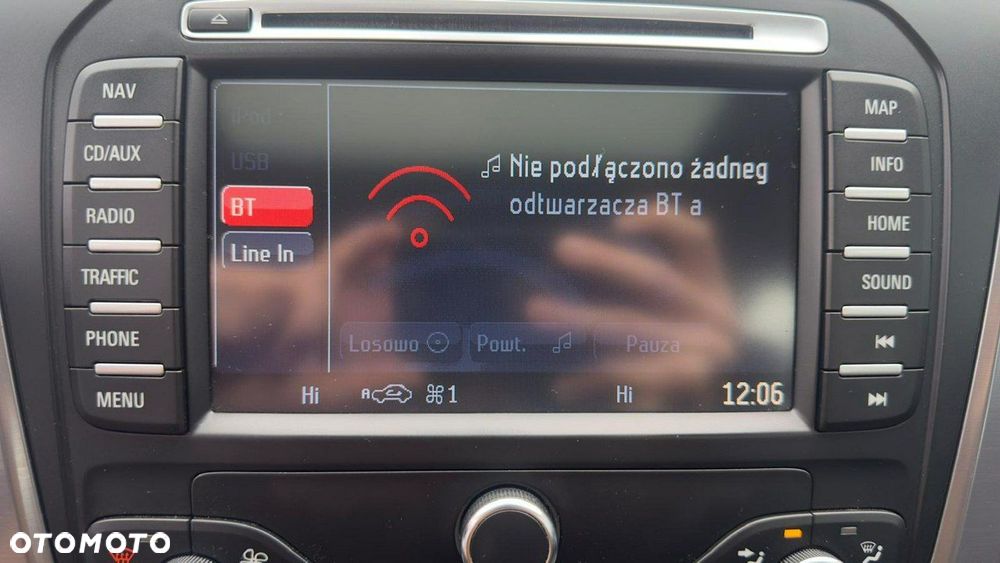 NAV
CD/AUX
RADIO
TRAFFIC
PHONE
MENU
iPod
USB
BT
Line In
Nie podłączono żadneg
odtwarzacza BT a
Losowo
Powt.
Pauza
Hi
A
1
Hi
12:06
MAP
INFO
HOME
SOUND
OTOMOTO